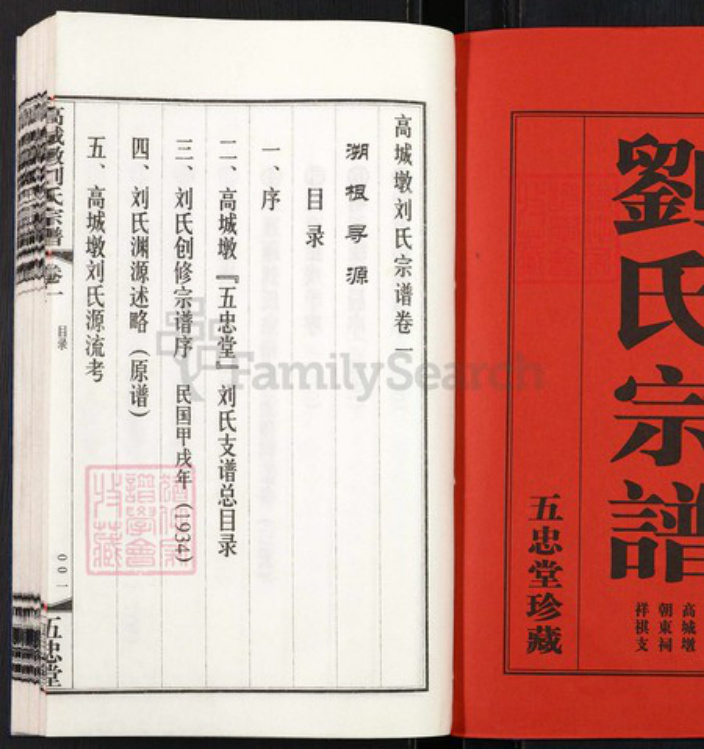 劉氏宗譜
高城墩
朝東祠
祥祺支
五忠堂珍藏
高城墩刘氏宗谱卷一
溯根寻源
目录
一、序
二、高城墩『五忠堂』刘氏支谱总目录
三、刘氏创修宗谱序 民国甲戌年（1934）
四、刘氏渊源述略（原谱）
五、高城墩刘氏源流考
高城墩刘氏宗谱 卷一
目录
００一
五忠堂
FamilySearch